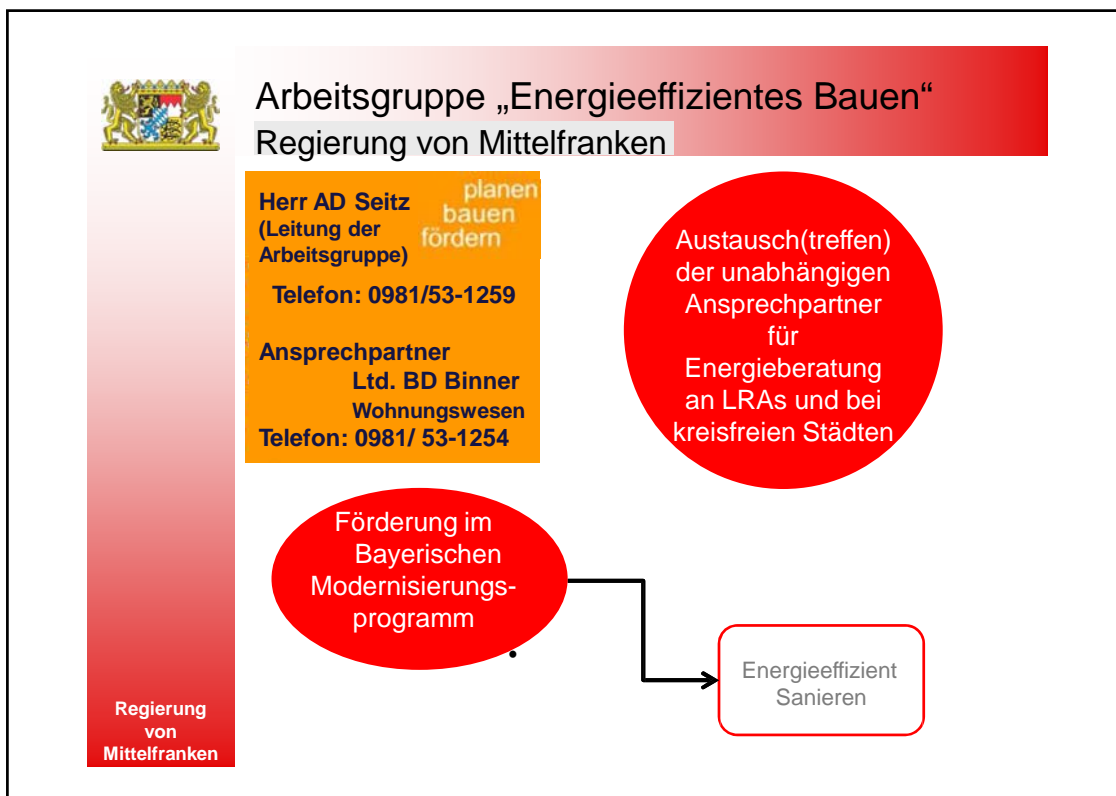 Arbeitsgruppe „Energieeffizientes Bauen“
Regierung von Mittelfranken
Herr AD Seitz
(Leitung der
Arbeitsgruppe)
planen
bauen
fördern
Telefon: 0981/53-1259
Ansprechpartner
Ltd. BD Binner
Wohnungswesen
Telefon: 0981/ 53-1254
Austausch(treffen)
der unabhängigen
Ansprechpartner
für
Energieberatung
an LRAs und bei
kreisfreien Städten
Förderung im
Bayerischen
Modernisierungs-
programm
•
Energieeffizient
Sanieren
Regierung
von
Mittelfranken